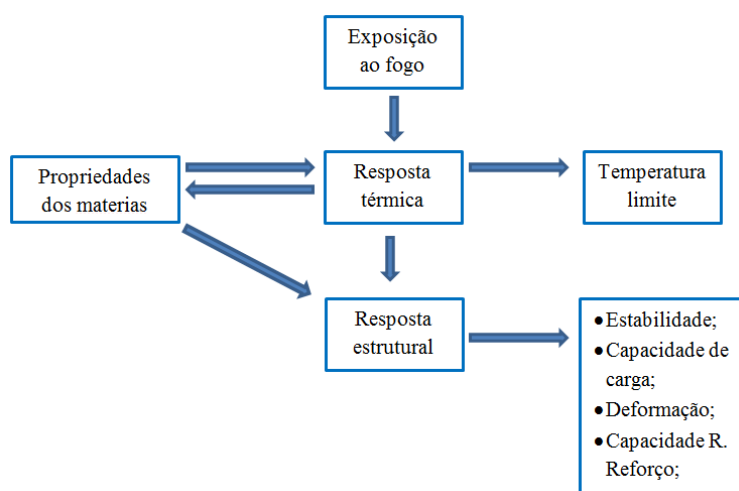 Exposição
ao fogo
Propriedades
dos materias
Resposta
térmica
Temperatura
limite
Resposta
estrutural
•Estabilidade;
•Capacidade de
carga;
•Deformação;
•Capacidade R.
Reforço;